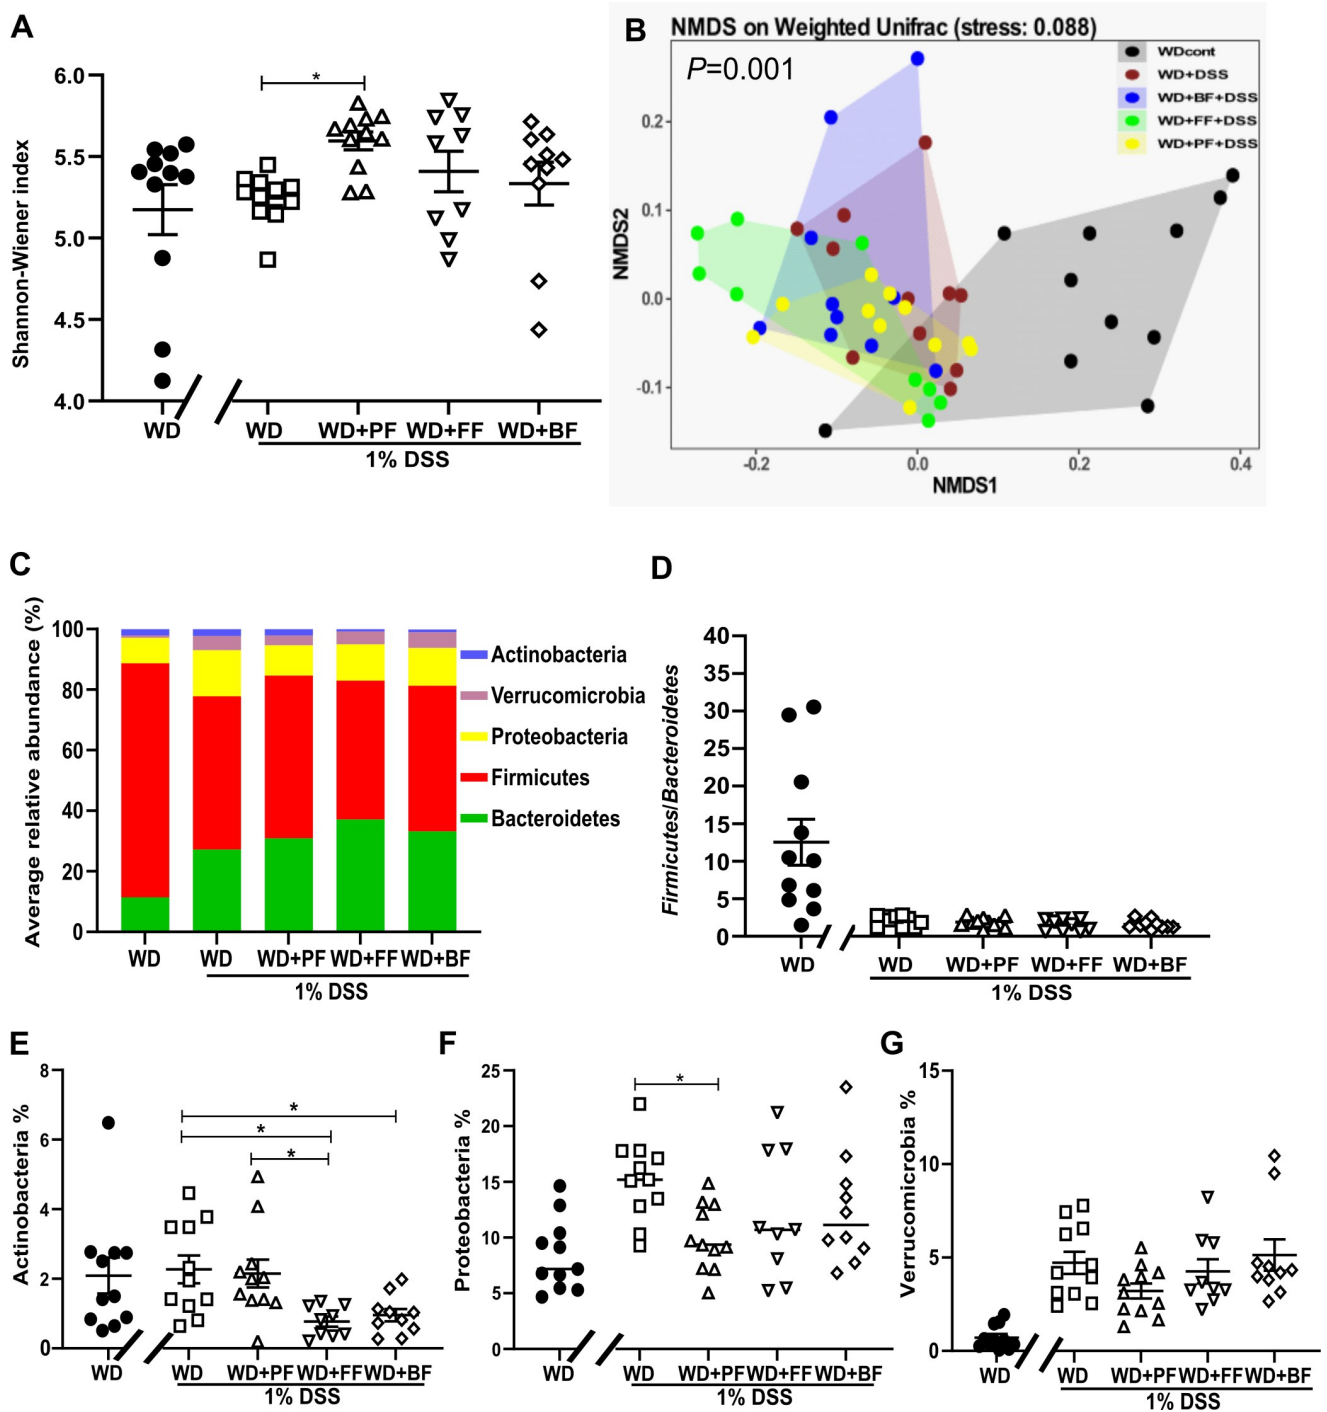 A
Shannon-Wiener index
6.0
5.5
5.0
4.5
4.0
*
WD
WD
WD+PF
WD+FF
WD+BF
1% DSS
B
NMDS on Weighted Unifrac (stress: 0.088)
P=0.001
WDcont
WD+DSS
WD+BF+DSS
WD+FF+DSS
WD+PF+DSS
NMDS2
0.2
0.1
0.0
-0.1
-0.2
0.0
0.2
0.4
NMDS1
C
Average relative abundance (%)
100
80
60
40
20
0
Actinobacteria
Verrucomicrobia
Proteobacteria
Firmicutes
Bacteroidetes
WD
WD
WD+PF
WD+FF
WD+BF
1% DSS
D
Firmicutes/Bacteroidetes
40
35
30
25
20
15
10
5
0
WD
WD
WD+PF
WD+FF
WD+BF
1% DSS
E
Actinobacteria %
8
6
4
2
0
*
*
*
WD
WD
WD+PF
WD+FF
WD+BF
1% DSS
F
Proteobacteria %
25
20
15
10
5
0
*
WD
WD
WD+PF
WD+FF
WD+BF
1% DSS
G
Verrucomicrobia %
15
10
5
0
WD
WD
WD+PF
WD+FF
WD+BF
1% DSS